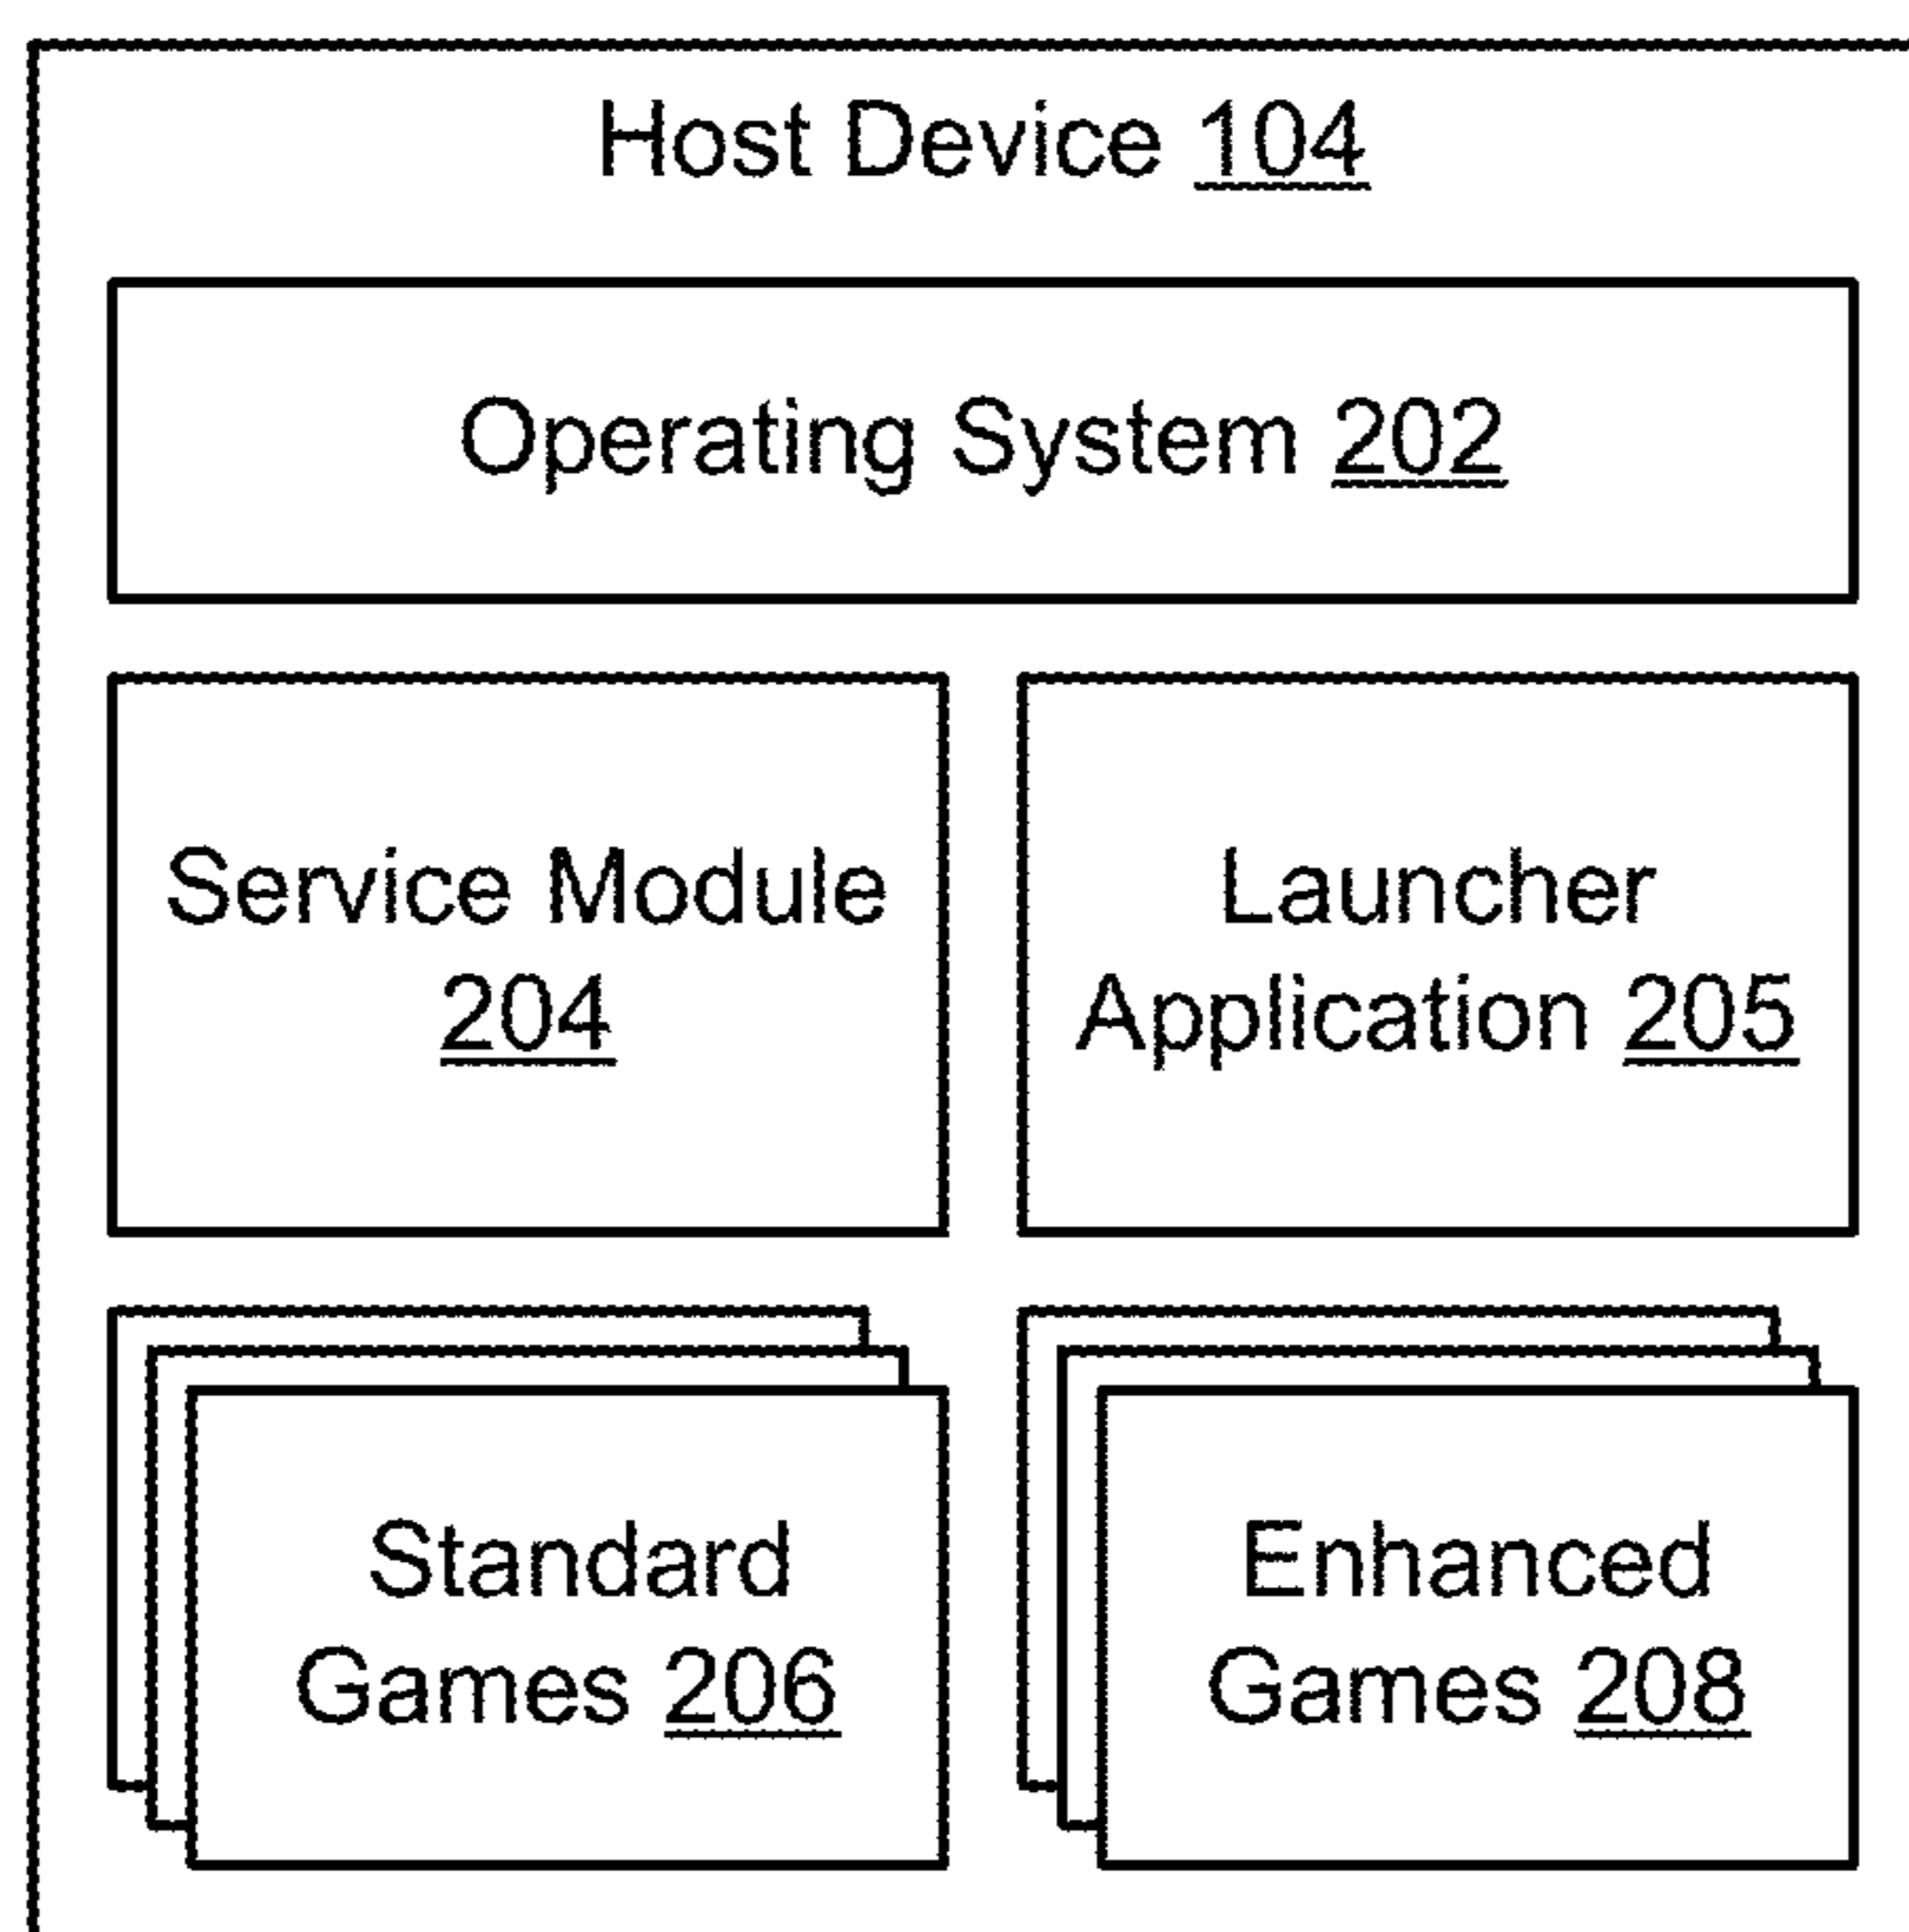 Host Device 104
Operating System 202
Service Module
204
Launcher
Application 205
Standard
Games 206
Enhanced
Games 208